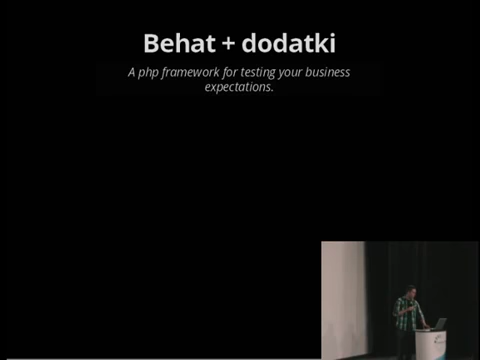 Behat + dodatki
A php framework for testing your business
expectations.